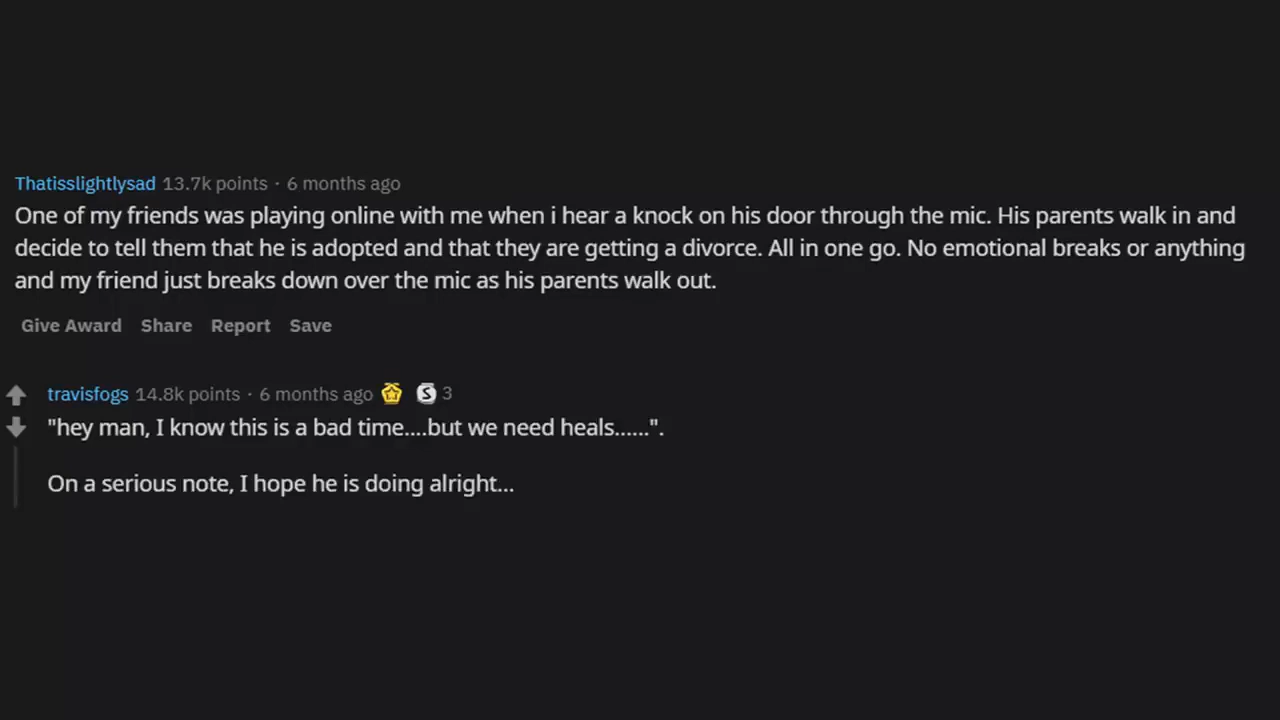 Thatisslightlysad 13.7k points · 6 months ago
One of my friends was playing online with me when i hear a knock on his door through the mic. His parents walk in and
decide to tell them that he is adopted and that they are getting a divorce. All in one go. No emotional breaks or anything
and my friend just breaks down over the mic as his parents walk out.
Give Award Share Report Save
travisfogs 14.8k points · 6 months ago S 3
"hey man, I know this is a bad time....but we need heals......".
On a serious note, I hope he is doing alright...